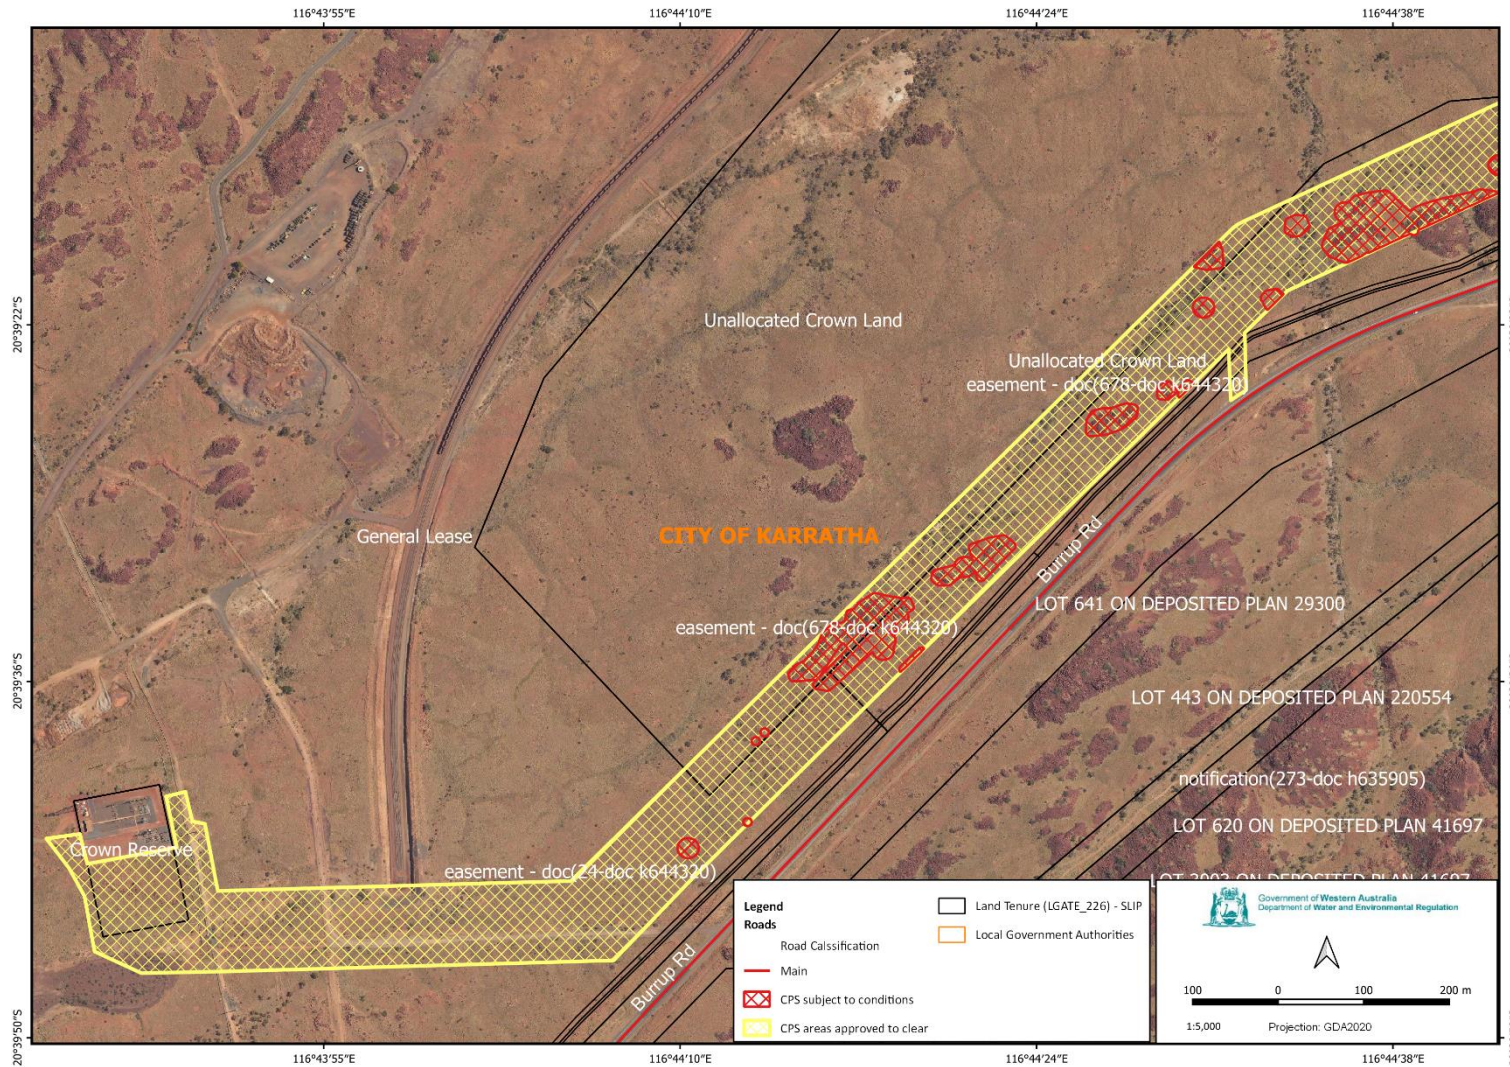 116°43′55″E
116°44′10″E
116°44′24″E
116°44′38″E
20°39′22″S
Unallocated Crown Land
Unallocated Crown Land
easement - doc(678-doc k644320)
General Lease
CITY OF KARRATHA
Burrup Rd
LOT 641 ON DEPOSITED PLAN 29300
easement - doc(678-doc k644320)
20°39′36″S
LOT 443 ON DEPOSITED PLAN 220554
notification(273-doc h635905)
LOT 620 ON DEPOSITED PLAN 41697
Crown Reserve
easement - doc(24-doc k644320)
LOT 3003 ON DEPOSITED PLAN 41697
Burrup Rd
Legend
Roads
Road Calssification
Main
CPS subject to conditions
CPS areas approved to clear
Land Tenure (LGATE_226) - SLIP
Local Government Authorities
Government of Western Australia
Department of Water and Environmental Regulation
100 0 100 200 m
1:5,000 Projection: GDA2020
20°39′50″S
116°43′55″E
116°44′10″E
116°44′24″E
116°44′38″E